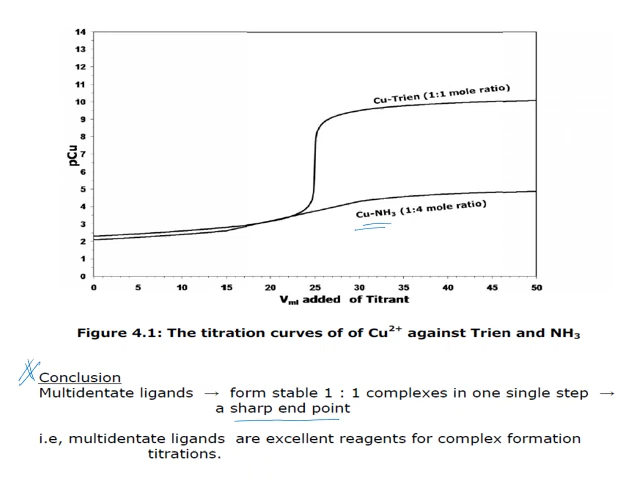 14
13
12
11
10
9
8
7
6
5
4
3
2
1
0
pCu
Cu-Trien (1:1 mole ratio)
Cu-NH₃ (1:4 mole ratio)
0 5 10 15 20 25 30 35 40 45 50
Vml added of Titrant
Figure 4.1: The titration curves of of Cu²⁺ against Trien and NH₃
Conclusion
Multidentate ligands → form stable 1 : 1 complexes in one single step →
a sharp end point
i.e, multidentate ligands are excellent reagents for complex formation
titrations.